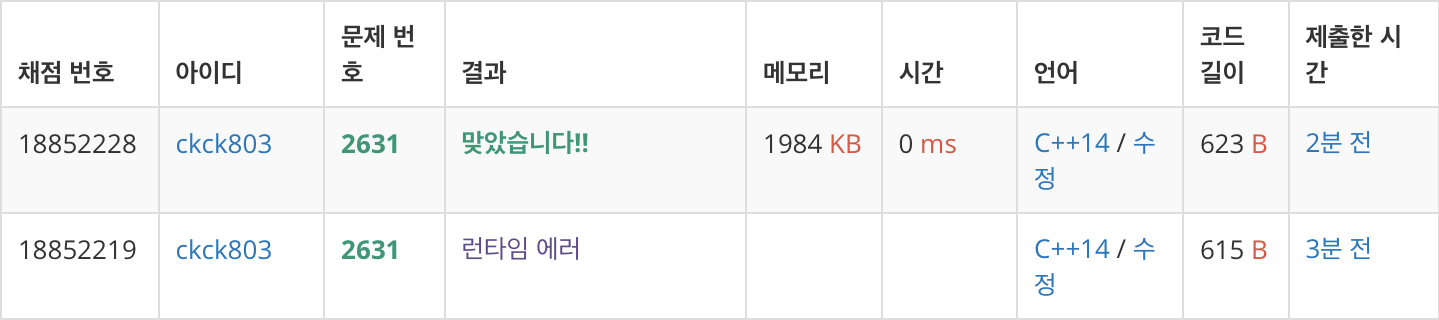 채점 번호 아이디 문제 번호 결과 메모리 시간 언어 코드 길이 제출한 시간
18852228 ckck803 2631 맞았습니다!! 1984 KB 0 ms C++14 / 수정 623 B 2분 전
18852219 ckck803 2631 런타임 에러 C++14 / 수정 615 B 3분 전